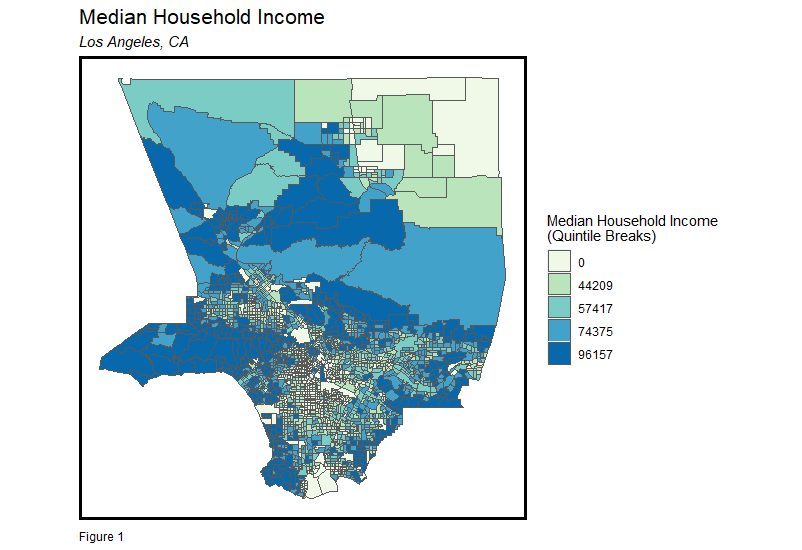 Median Household Income
Los Angeles, CA
Median Household Income
(Quintile Breaks)
0
44209
57417
74375
96157
Figure 1